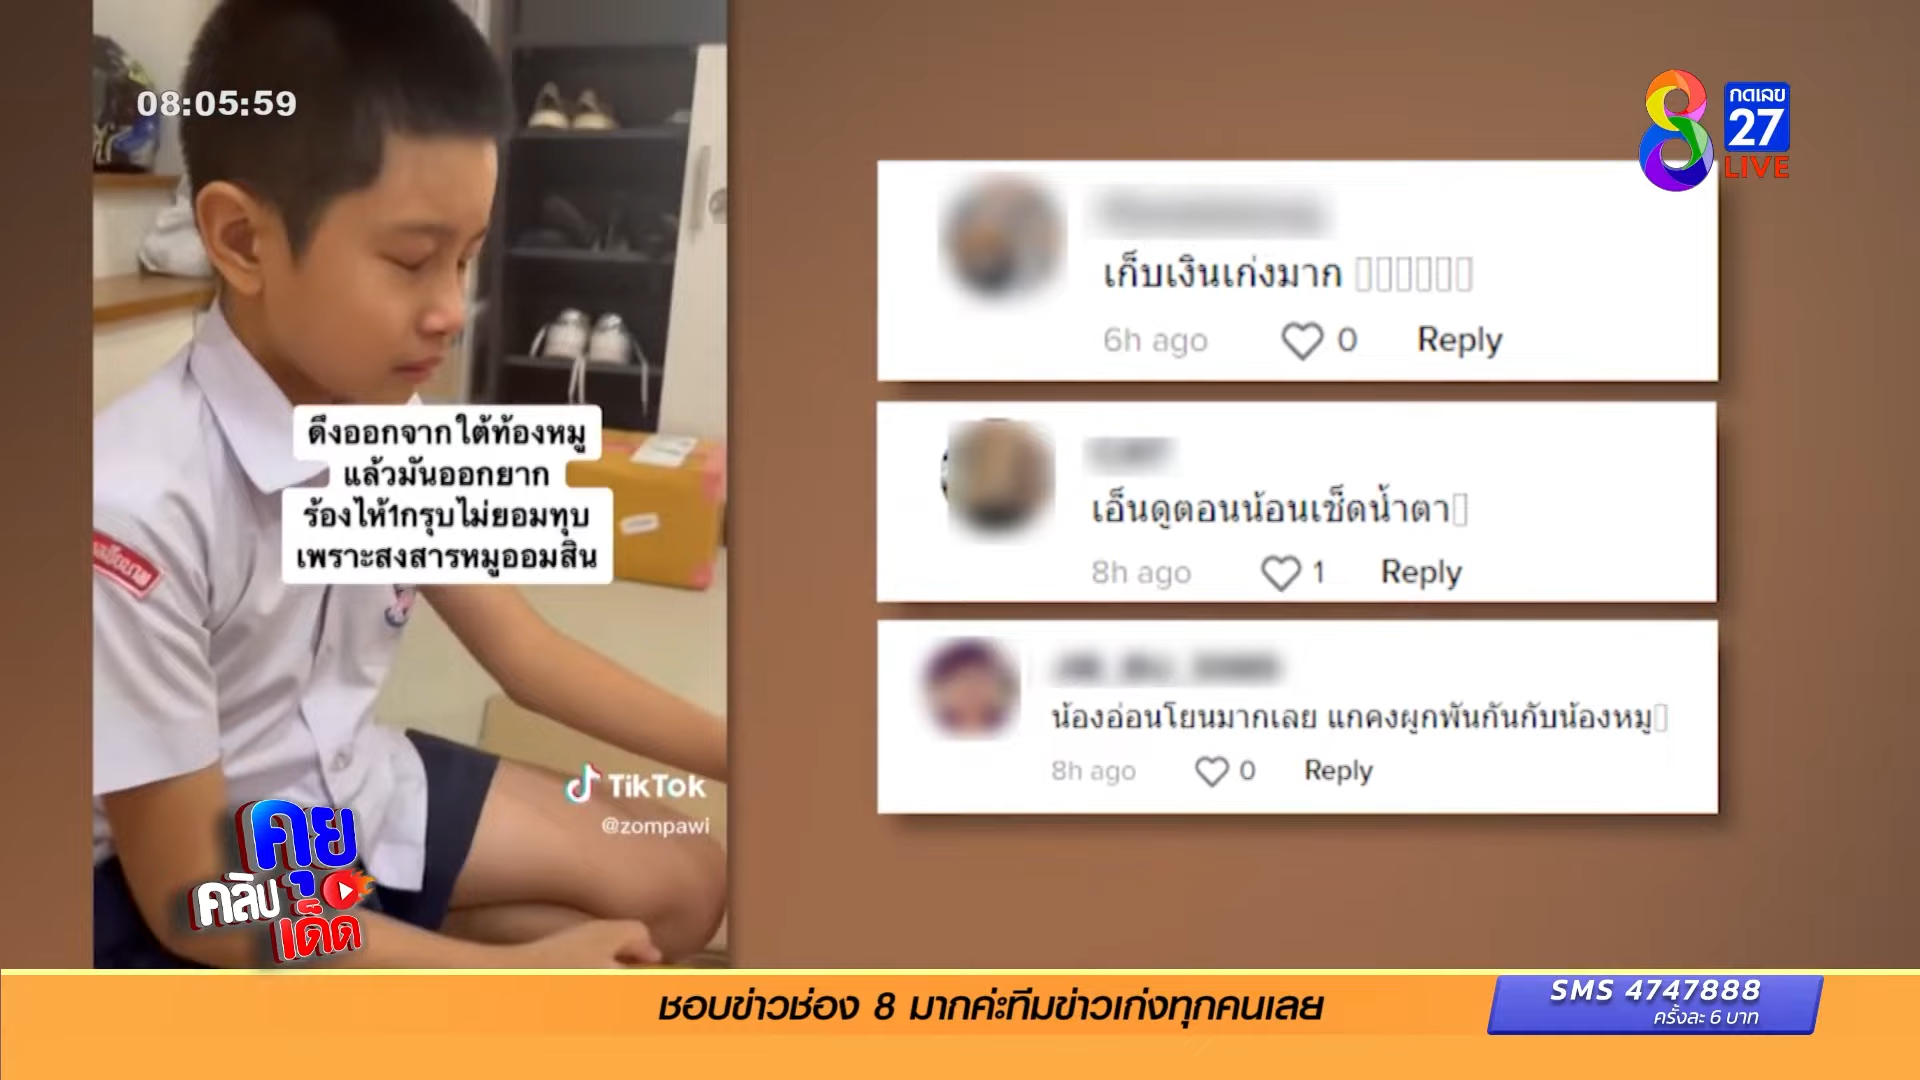 08:05:59
กดเลข
27
LIVE
ดึงออกจากใต้ท้องหมู
แล้วมันออกยาก
ร้องไห้1กรุบไม่ยอมทุบ
เพราะสงสารหมูออมสิน
TikTok
@zompawi
คุย
คลิป
เด็ด
เก็บเงินเก่งมาก
6h ago 0 Reply
เอ็นดูตอนน้อนเช็ดน้ำตา
8h ago 1 Reply
น้องอ่อนโยนมากเลย แกคงผูกพันกันกับน้องหมู
8h ago 0 Reply
ชอบข่าวช่อง 8 มากค่ะทีมข่าวเก่งทุกคนเลย
SMS 4747888
ครั้งละ 6 บาท